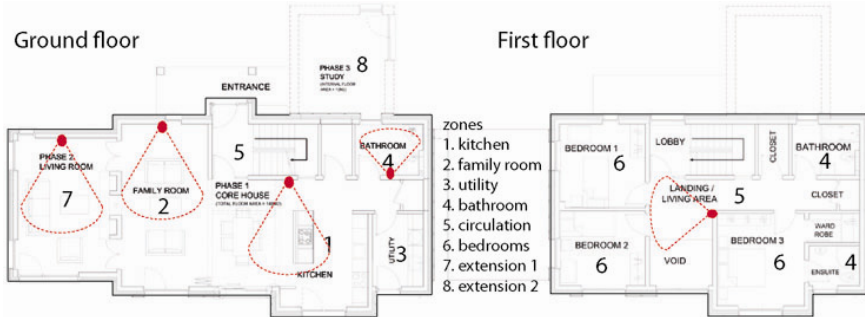 Ground floor
First floor
PHASE 3
STUDY
8
ENTRANCE
zones
1. kitchen
2. family room
3. utility
4. bathroom
5. circulation
6. bedrooms
7. extension 1
8. extension 2
PHASE 2
LIVING ROOM
7
FAMILY ROOM
2
5
PHASE 1
CORE HOUSE
BATHROOM
4
1
KITCHEN
UTILITY
3
BEDROOM 1
6
LOBBY
CLOSET
BATHROOM
4
LANDING /
LIVING AREA
5
CLOSET
WARD
ROBE
BEDROOM 2
6
VOID
BEDROOM 3
6
ENSUITE
4